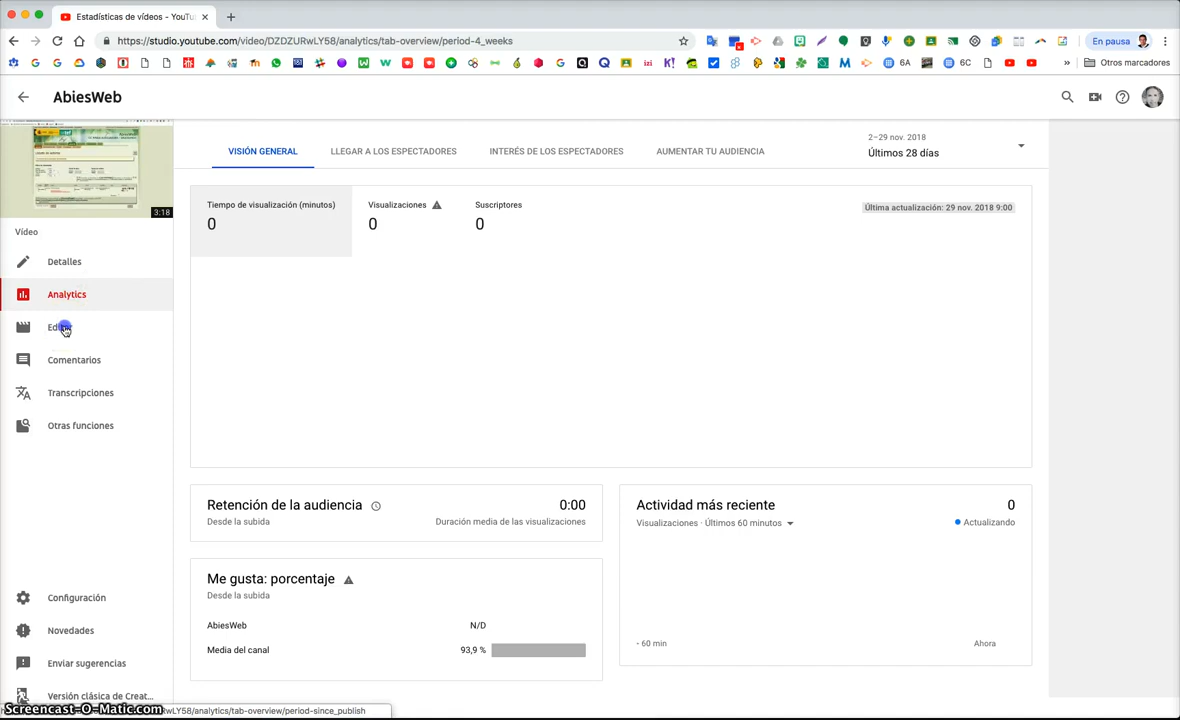 Estadísticas de vídeos - YouTu
https://studio.youtube.com/video/DZDZURwLY58/analytics/tab-overview/period-4_weeks
En pausa
izi
K!
6A
6C
M
»
Otros marcadores
AbiesWeb
3:18
Vídeo
Detalles
Analytics
Comentarios
Transcripciones
Otras funciones
Configuración
Novedades
Enviar sugerencias
Versión clásica de Creat...
VISIÓN GENERAL
LLEGAR A LOS ESPECTADORES
INTERÉS DE LOS ESPECTADORES
AUMENTAR TU AUDIENCIA
2–29 nov. 2018
Últimos 28 días
Tiempo de visualización (minutos)
0
Visualizaciones
0
Suscriptores
0
Última actualización: 29 nov. 2018 9:00
Retención de la audiencia
0:00
Desde la subida
Duración media de las visualizaciones
Me gusta: porcentaje
Desde la subida
AbiesWeb
N/D
Media del canal
93,9 %
Actividad más reciente
0
Visualizaciones · Últimos 60 minutos
Actualizando
- 60 min
Ahora
Screencast-O-Matic.com
RwLY58/analytics/tab-overview/period-since_publish